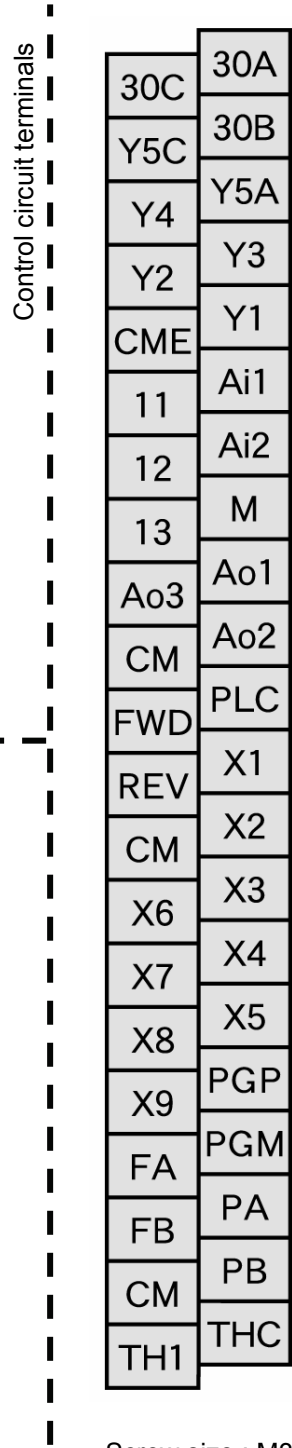 Control circuit terminals
30A
30C
30B
Y5C
Y5A
Y4
Y3
Y2
Y1
CME
Ai1
11
Ai2
12
M
13
Ao1
Ao3
Ao2
CM
PLC
FWD
X1
REV
X2
CM
X3
X6
X4
X7
X5
X8
PGP
X9
PGM
FA
PA
FB
PB
CM
THC
TH1